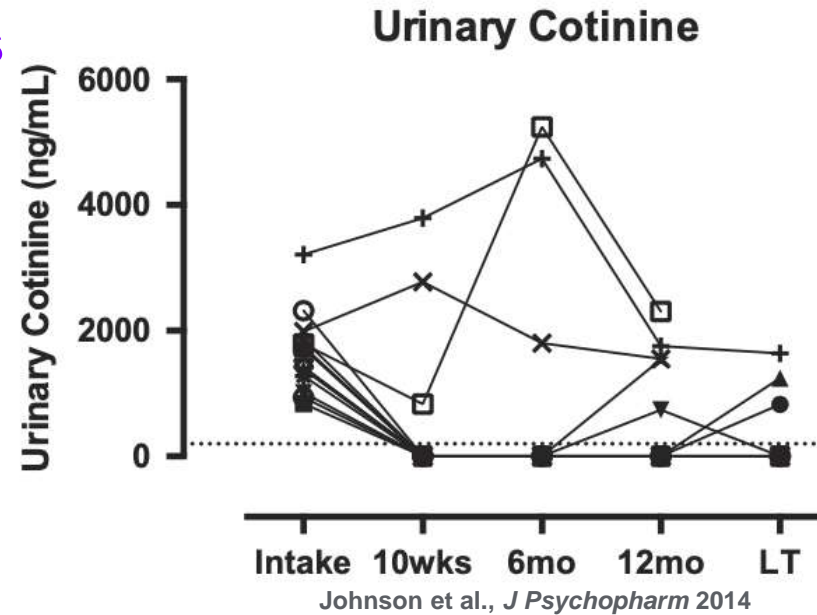 Urinary Cotinine
s
Urinary Cotinine (ng/mL)
6000
4000
2000
0
Intake 10wks 6mo 12mo LT
Johnson et al., J Psychopharm 2014